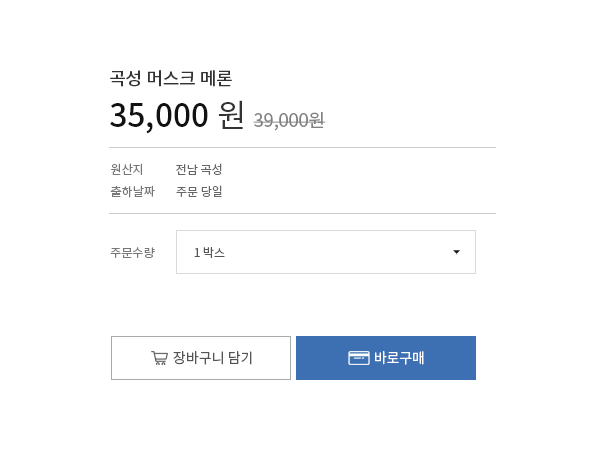 곡성 머스크 메론
35,000 원 39,000원
원산지 전남 곡성
출하날짜 주문 당일
주문수량 1 박스
장바구니 담기 바로구매